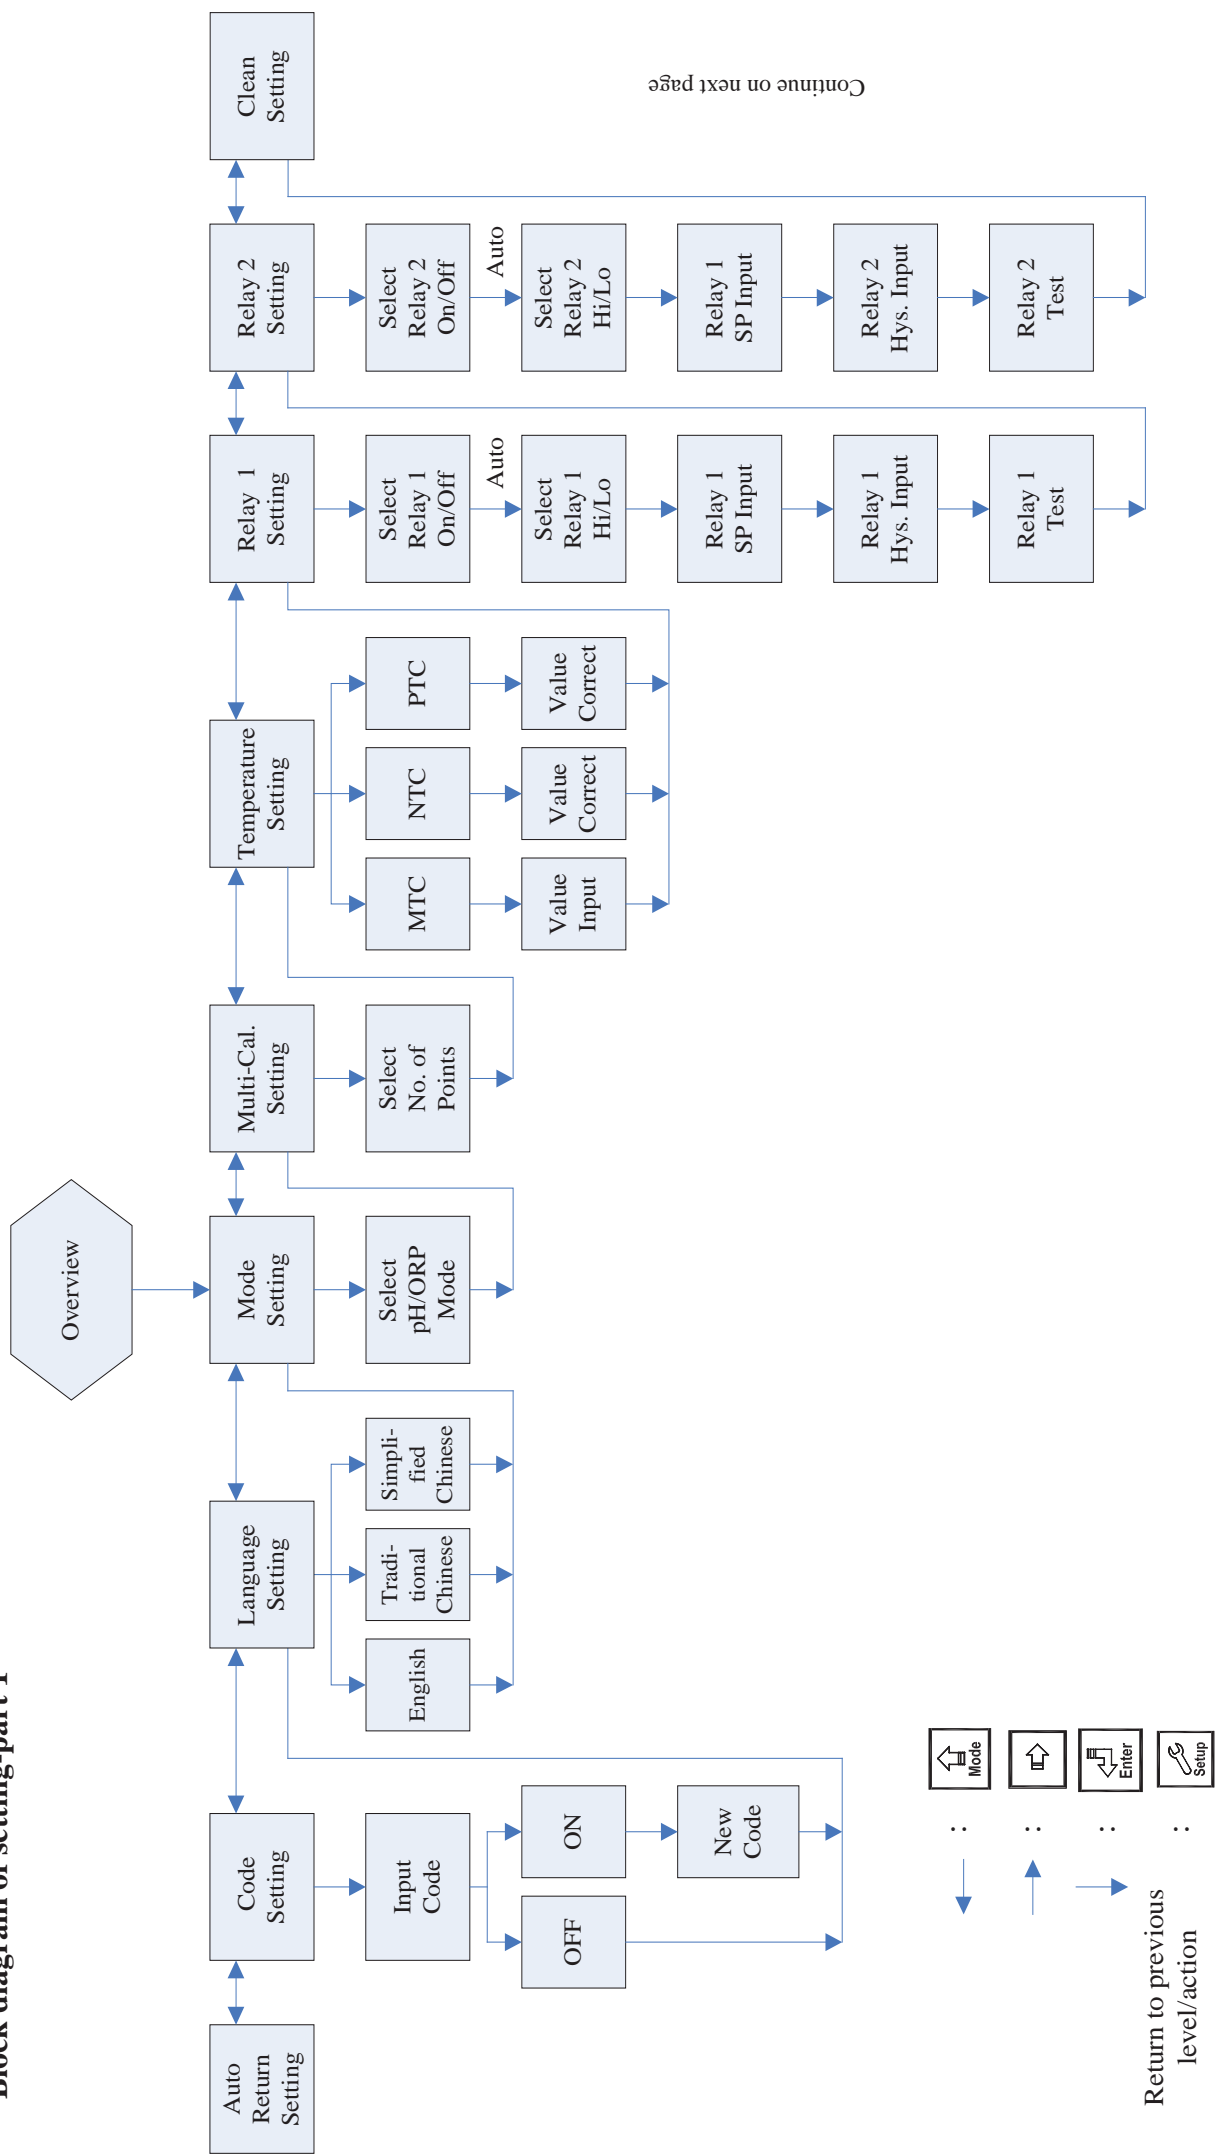 Block diagram of setting-part 1
Overview
Auto
Return
Setting
Code
Setting
Language
Setting
Mode
Setting
Multi-Cal.
Setting
Temperature
Setting
Relay 1
Setting
Relay 2
Setting
Clean
Setting
Input
Code
OFF
ON
New
Code
English
Tradi-
tional
Chinese
Simpli-
fied
Chinese
Select
pH/ORP
Mode
Select
No. of
Points
MTC
NTC
PTC
Value
Input
Value
Correct
Value
Correct
Select
Relay 1
On/Off
Auto
Select
Relay 1
Hi/Lo
Relay 1
SP Input
Relay 1
Hys. Input
Relay 1
Test
Select
Relay 2
On/Off
Auto
Select
Relay 2
Hi/Lo
Relay 1
SP Input
Relay 2
Hys. Input
Relay 2
Test
Continue on next page
: Mode
:
: Enter
Return to previous
level/action
: Setup